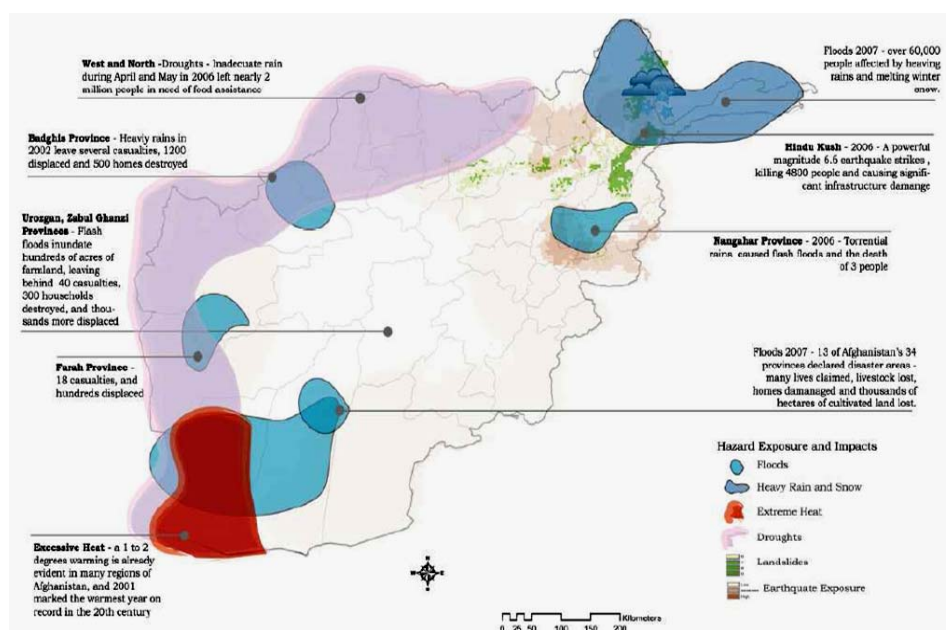 West and North -Droughts - Inadequate rain
during April and May in 2006 left nearly 2
million people in need of food assistance
Badghis Province - Heaviy rains in
2002 leave several casualties, 1200
displaced and 500 homes destroyed
Urozgan, Zabul Ghanzi
Provinces - Flash
floods inundate
hundreds of acres of
farmland, leaving
behind 40 casualties,
300 households
destroyed, and thou-
sands more displaced
Farah Province -
18 casualties, and
hundreds displaced
Excessive Heat - a 1 to 2
degrees warming is already
evident in many regions of
Afghanistan, and 2001
marked the warmest year on
record in the 20th century
Floods 2007 - over 60,000
people affected by heaving
rains and melting winter
snow.
Hindu Kush - 2006 - A powerful
magnitude 6.6 earthquake strikes ,
killing 4800 people and causing signifi-
cant infrastructure damange
Nangahar Province - 2006 - Torrential
rains, caused flash floods and the death
of 3 people
Floods 2007 - 13 of Afghanistan's 34
provinces declared disaster areas -
many lives claimed, livestock lost,
homes damanaged and thousands of
hectares of cultivated land lost.
Hazard Exposure and Impacts
Floods
Heavy Rain and Snow
Extreme Heat
Droughts
Landslides
Earthquate Exposure
Kilometers
0 25 50 100 150 200